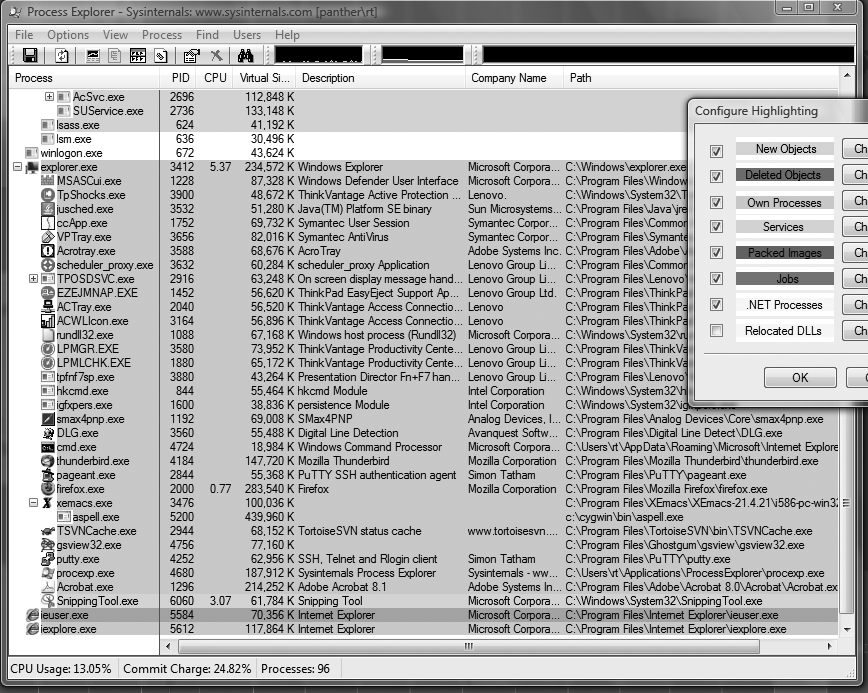 Process Explorer - Sysinternals: www.sysinternals.com [panther\rt]
File Options View Process Find Users Help
Process PID CPU Virtual Si... Description Company Name Path
AcSvc.exe 2696 112,848 K
SUService.exe 2736 133,148 K
lsass.exe 624 41,192 K
lsm.exe 636 30,496 K
winlogon.exe 672 43,624 K
explorer.exe 3412 5.37 234,572 K Windows Explorer Microsoft Corpora... C:\Windows\explorer.exe
MSASCui.exe 1228 87,328 K Windows Defender User Interface Microsoft Corpora... C:\Program Files\Window
TpShocks.exe 3900 48,672 K ThinkVantage Active Protection ... Lenovo. C:\Windows\System32\T
jusched.exe 3532 51,280 K Java(TM) Platform SE binary Sun Microsystems... C:\Program Files\Java\jre
ccApp.exe 1752 69,732 K Symantec User Session Symantec Corpor... C:\Program Files\Common
VPTray.exe 3656 82,016 K Symantec AntiVirus Symantec Corpor... C:\Program Files\Syman
Acrotray.exe 3588 68,676 K AcroTray Adobe Systems Inc. C:\Program Files\Adobe\
scheduler_proxy.exe 3632 60,284 K scheduler_proxy Application Lenovo Group Li... C:\Program Files\Common
TPOSDSVC.exe 2916 63,248 K On screen display message hand... Lenovo Group Li... C:\Program Files\Lenovo
EZEJMNAP.EXE 1452 56,620 K ThinkPad EasyEject Support Ap... Lenovo Group Ltd. C:\Program Files\ThinkP
ACTray.exe 2040 56,520 K ThinkVantage Access Connectio... Lenovo C:\Program Files\ThinkPad
ACWLIcon.exe 3164 56,896 K ThinkVantage Access Connectio... Lenovo C:\Program Files\ThinkPa
rundll32.exe 1088 67,168 K Windows host process (Rundll32) Microsoft Corpora... C:\Windows\System32\ru
LPMGR.EXE 3580 73,952 K ThinkVantage Productivity Cente... Lenovo Group Li... C:\Program Files\ThinkVa
LPMLCHK.EXE 1880 65,172 K ThinkVantage Productivity Cente... Lenovo Group Li... C:\Program Files\ThinkVa
tpfnf7sp.exe 3880 43,264 K Presentation Director Fn+F7 han... Lenovo Group Li... C:\Program Files\Lenovo
hkcmd.exe 844 55,464 K hkcmd Module Intel Corporation C:\Windows\System32\h
igfxpers.exe 1600 38,836 K persistence Module Intel Corporation C:\Windows\System32\
smax4pnp.exe 1192 69,008 K SMax4PNP Analog Devices, I... C:\Program Files\Analog Devices\Core\smax4pnp.exe
DLG.exe 3560 55,488 K Digital Line Detection Avanquest Softw... C:\Program Files\Digital Line Detect\DLG.exe
cmd.exe 4724 18,984 K Windows Command Processor Microsoft Corpora... C:\Users\rt\AppData\Roaming\Microsoft\Internet Explore
thunderbird.exe 4184 147,720 K Mozilla Thunderbird Mozilla Corporation C:\Program Files\Mozilla Thunderbird\thunderbird.exe
pageant.exe 2844 55,368 K PuTTY SSH authentication agent Simon Tatham C:\Program Files\PuTTY\pageant.exe
firefox.exe 2000 0.77 283,540 K Firefox Mozilla Corporation C:\Program Files\Mozilla Firefox\firefox.exe
xemacs.exe 3476 100,036 K C:\Program Files\XEmacs\XEmacs-21.4.21\i586-pc-win32
aspell.exe 5200 439,960 K c:\cygwin\bin\aspell.exe
TSVNCache.exe 2944 68,152 K TortoiseSVN status cache www.tortoisesvn.... C:\Program Files\TortoiseSVN\bin\TSVNCache.exe
gsview32.exe 4756 77,160 K C:\Program Files\Ghostgum\gsview\gsview32.exe
putty.exe 4252 62,956 K SSH, Telnet and Rlogin client Simon Tatham C:\Program Files\PuTTY\putty.exe
procexp.exe 4680 187,912 K Sysinternals Process Explorer Sysinternals - ww... C:\Users\rt\Applications\ProcessExplorer\procexp.exe
Acrobat.exe 1296 214,252 K Adobe Acrobat 8.1 Adobe Systems In... C:\Program Files\Adobe\Acrobat 8.0\Acrobat\Acrobat.exe
SnippingTool.exe 6060 3.07 61,784 K Snipping Tool Microsoft Corpora... C:\Windows\System32\SnippingTool.exe
ieuser.exe 5584 70,356 K Internet Explorer Microsoft Corpora... C:\Program Files\Internet Explorer\ieuser.exe
iexplore.exe 5612 117,864 K Internet Explorer Microsoft Corpora... C:\Program Files\Internet Explorer\iexplore.exe
CPU Usage: 13.05% Commit Charge: 24.82% Processes: 96
Configure Highlighting
New Objects Ch
Deleted Objects Ch
Own Processes Ch
Services Ch
Packed Images Ch
Jobs Ch
.NET Processes Ch
Relocated DLLs Ch
OK